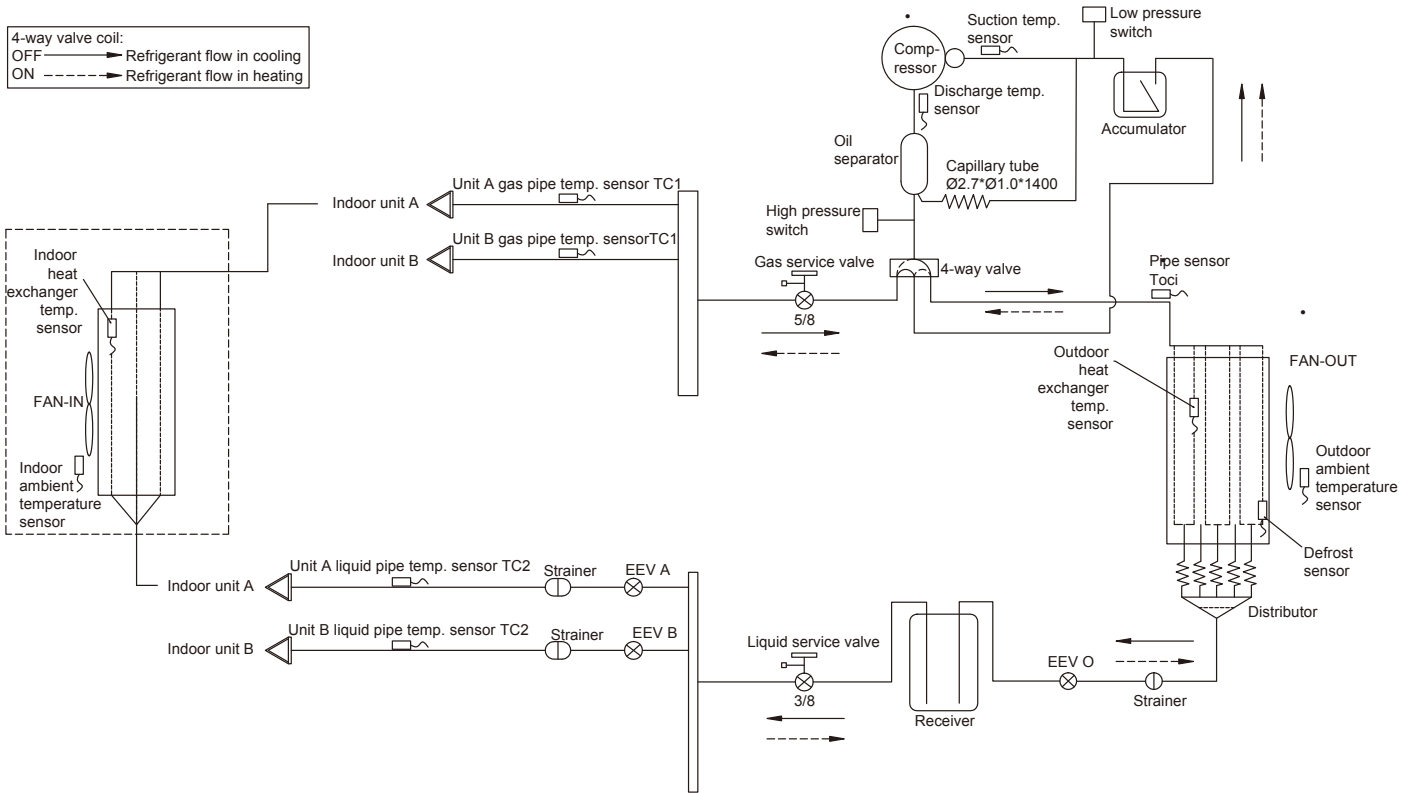 4-way valve coil:
OFF Refrigerant flow in cooling
ON Refrigerant flow in heating
Suction temp.
sensor
Low pressure
switch
Comp-
ressor
Discharge temp.
sensor
Accumulator
Oil
separator
Capillary tube
Ø2.7*Ø1.0*1400
High pressure
switch
Unit A gas pipe temp. sensor TC1
Indoor unit A
Unit B gas pipe temp. sensorTC1
Indoor unit B
Gas service valve
5/8
4-way valve
Pipe sensor
Toci
Indoor
heat
exchanger
temp.
sensor
FAN-IN
Indoor
ambient
temperature
sensor
Outdoor
heat
exchanger
temp.
sensor
FAN-OUT
Outdoor
ambient
temperature
sensor
Defrost
sensor
Distributor
Unit A liquid pipe temp. sensor TC2
Strainer
EEV A
Indoor unit A
Unit B liquid pipe temp. sensor TC2
Strainer
EEV B
Indoor unit B
Liquid service valve
3/8
Receiver
EEV O
Strainer